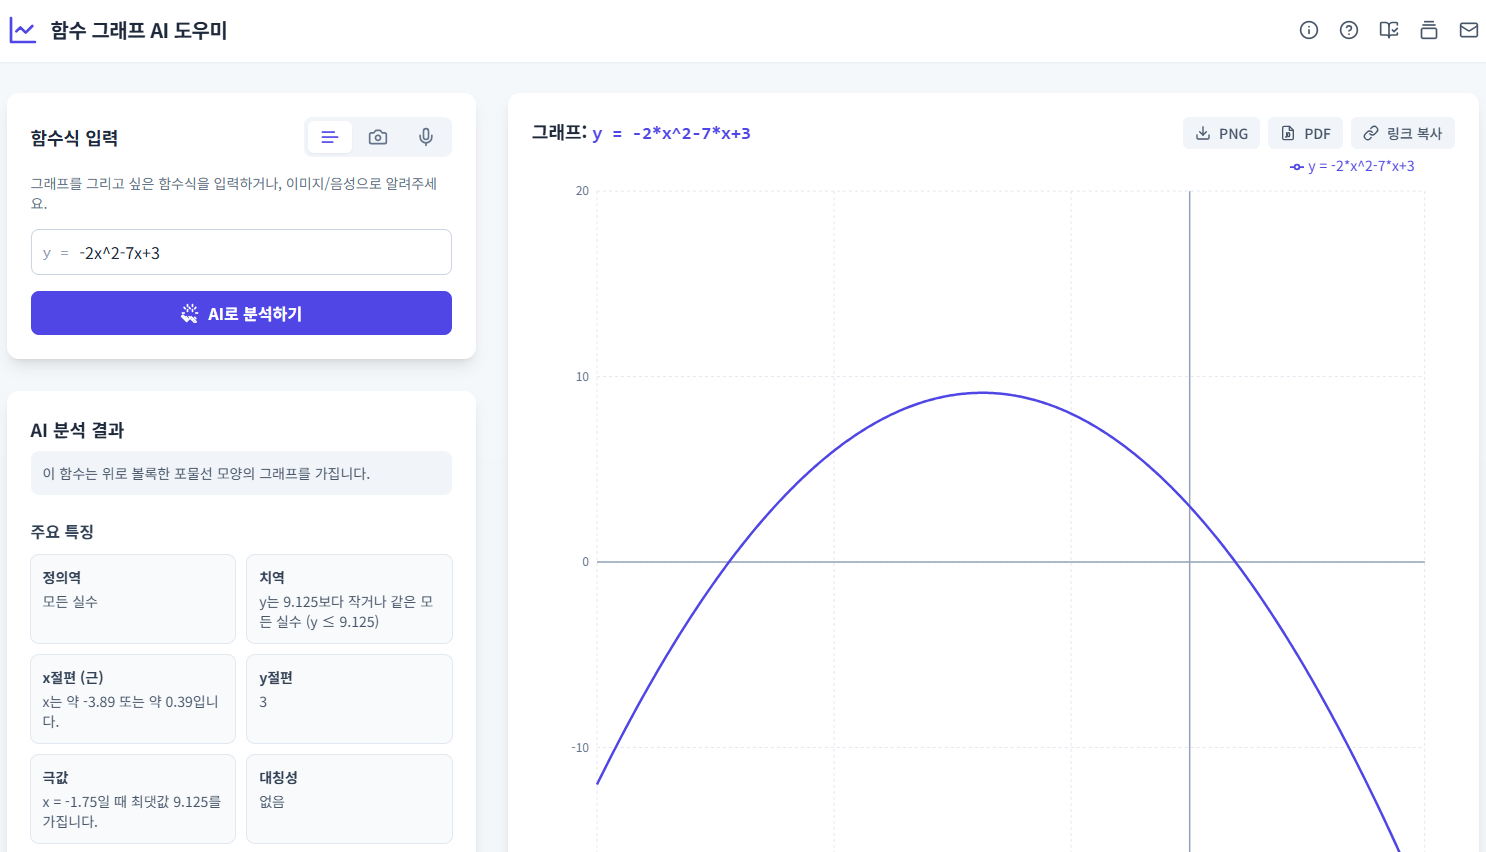 함수 그래프 AI 도우미
함수식 입력
그래프를 그리고 싶은 함수식을 입력하거나, 이미지/음성으로 알려주세
요.
y = -2x^2-7x+3
AI로 분석하기
AI 분석 결과
이 함수는 위로 볼록한 포물선 모양의 그래프를 가집니다.
주요 특징
정의역
모든 실수
치역
y는 9.125보다 작거나 같은 모
든 실수 (y ≤ 9.125)
x절편 (근)
x는 약 -3.89 또는 약 0.39입니
다.
y절편
3
극값
x = -1.75일 때 최댓값 9.125를
가집니다.
대칭성
없음
그래프: y = -2*x^2-7*x+3
PNG
PDF
링크 복사
y = -2*x^2-7*x+3
20
10
0
-10